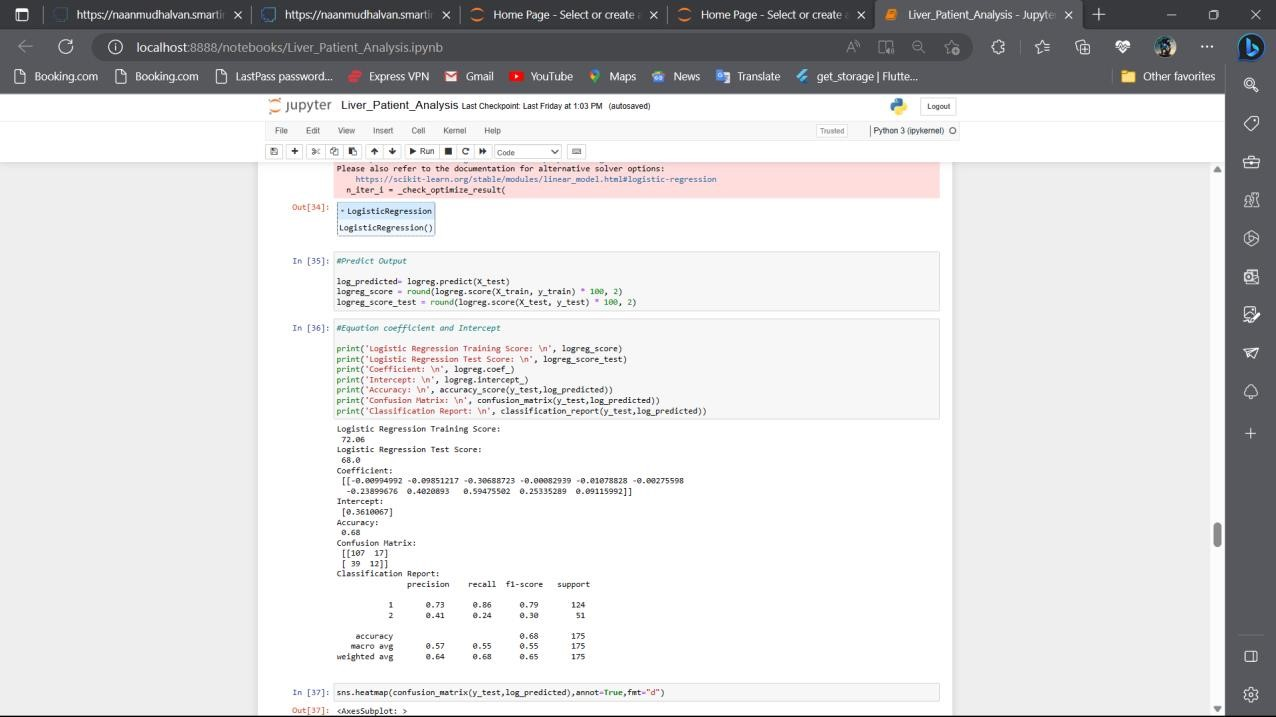 https://naanmudhalvan.smartin
https://naanmudhalvan.smartin
Home Page - Select or create a
Home Page - Select or create a
Liver_Patient_Analysis - Jupyte
localhost:8888/notebooks/Liver_Patient_Analysis.ipynb
Booking.com Booking.com LastPass password... Express VPN Gmail YouTube Maps News Translate get_storage | Flutte... Other favorites
jupyter Liver_Patient_Analysis Last Checkpoint: Last Friday at 1:03 PM (autosaved) Logout
File Edit View Insert Cell Kernel Help Trusted Python 3 (ipykernel)
Run Code
Please also refer to the documentation for alternative solver options:
https://scikit-learn.org/stable/modules/linear_model.html#logistic-regression
n_iter_i = _check_optimize_result(
Out[34]: LogisticRegression
LogisticRegression()
In [35]: #Predict Output
log_predicted= logreg.predict(X_test)
logreg_score = round(logreg.score(X_train, y_train) * 100, 2)
logreg_score_test = round(logreg.score(X_test, y_test) * 100, 2)
In [36]: #Equation coefficient and Intercept
print('Logistic Regression Training Score: \n', logreg_score)
print('Logistic Regression Test Score: \n', logreg_score_test)
print('Coefficient: \n', logreg.coef_)
print('Intercept: \n', logreg.intercept_)
print('Accuracy: \n', accuracy_score(y_test,log_predicted))
print('Confusion Matrix: \n', confusion_matrix(y_test,log_predicted))
print('Classification Report: \n', classification_report(y_test,log_predicted))
Logistic Regression Training Score:
72.06
Logistic Regression Test Score:
68.0
Coefficient:
[[-0.00994992 -0.09851217 -0.30688723 -0.00082939 -0.01078828 -0.00275598
-0.23899676 0.4020893 0.59475502 0.25335289 0.09115992]]
Intercept:
[0.3610067]
Accuracy:
0.68
Confusion Matrix:
[[107 17]
[ 39 12]]
Classification Report:
precision recall f1-score support
1 0.73 0.86 0.79 124
2 0.41 0.24 0.30 51
accuracy 0.68 175
macro avg 0.57 0.55 0.55 175
weighted avg 0.64 0.68 0.65 175
In [37]: sns.heatmap(confusion_matrix(y_test,log_predicted),annot=True,fmt="d")
Out[37]: <AxesSubplot: >